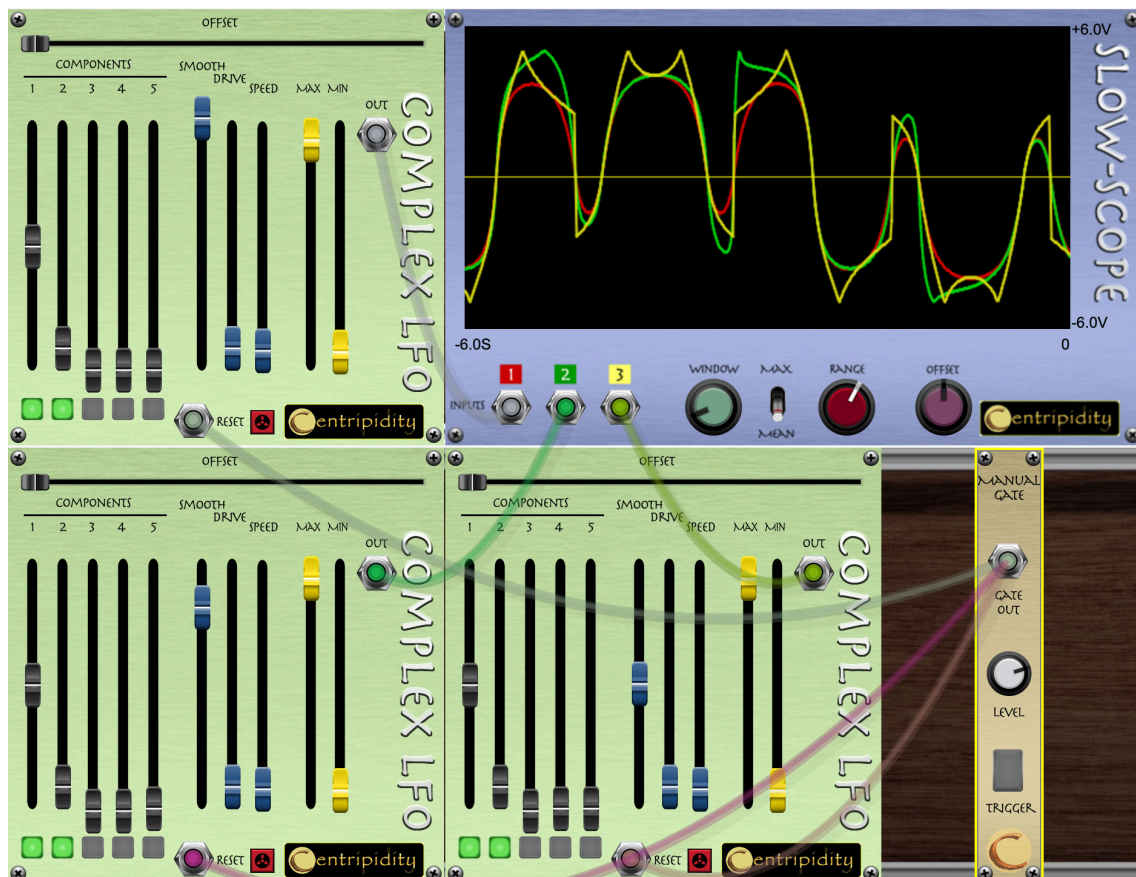 OFFSET
COMPONENTS
1 2 3 4 5
SMOOTH
DRIVE
SPEED
MAX MIN
OUT
COMPLEX LFO
RESET
Centripidity
+6.0V
-6.0V
-6.0S
0
SLOW-SCOPE
1 2 3
INPUTS
WINDOW
MAX
MEAN
RANGE
OFFSET
Centripidity
OFFSET
COMPONENTS
1 2 3 4 5
SMOOTH
DRIVE
SPEED
MAX MIN
OUT
COMPLEX LFO
RESET
Centripidity
OFFSET
COMPONENTS
1 2 3 4 5
SMOOTH
DRIVE
SPEED
MAX MIN
OUT
COMPLEX LFO
RESET
Centripidity
MANUAL
GATE
GATE
OUT
LEVEL
TRIGGER
C